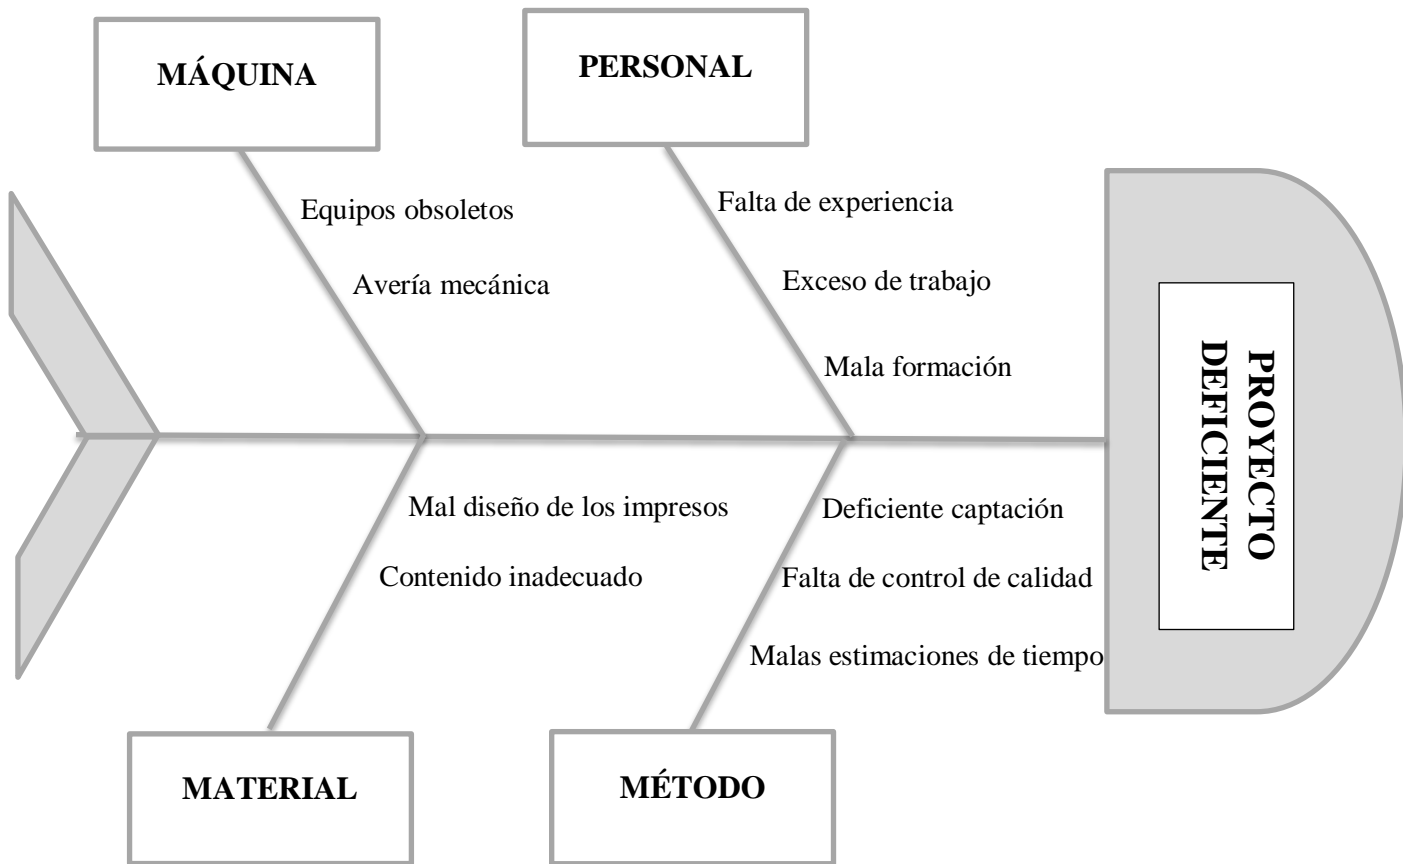 MÁQUINA
PERSONAL
Equipos obsoletos
Avería mecánica
Falta de experiencia
Exceso de trabajo
Mala formación
PROYECTO
DEFICIENTE
Mal diseño de los impresos
Contenido inadecuado
Deficiente captación
Falta de control de calidad
Malas estimaciones de tiempo
MATERIAL
MÉTODO